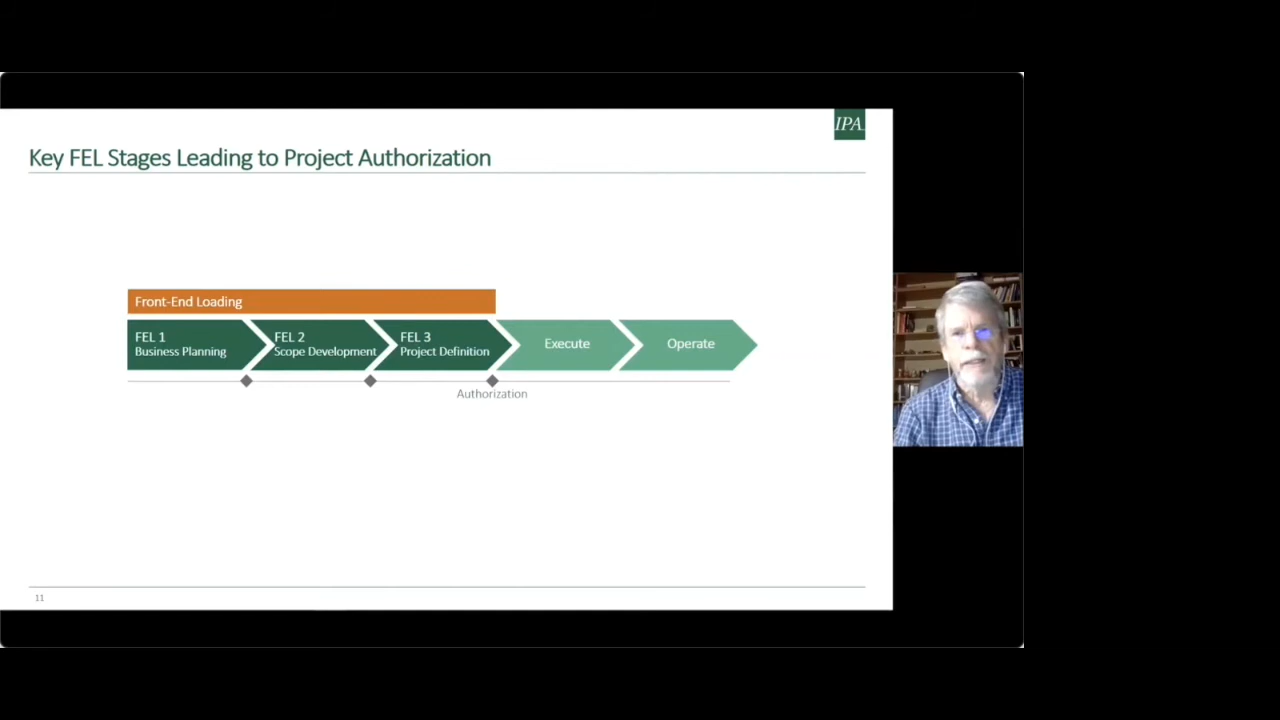 IPA
Key FEL Stages Leading to Project Authorization
Front-End Loading
FEL 1
Business Planning
FEL 2
Scope Development
FEL 3
Project Definition
Execute
Operate
Authorization
11